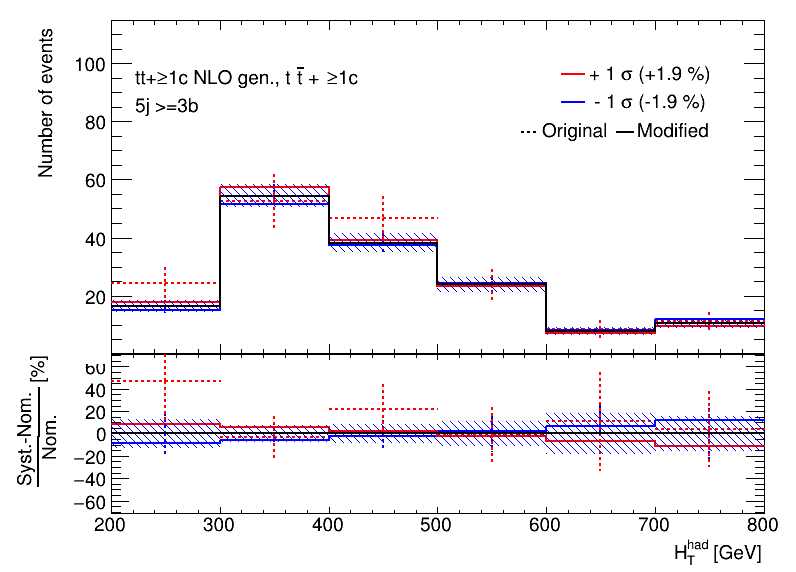 Number of events
100
80
60
40
20
tt+≥1c NLO gen., t t̄ + ≥1c
5j >=3b
+ 1 σ (+1.9 %)
- 1 σ (-1.9 %)
Original Modified
Syst.-Nom. [%]
Nom.
60
40
20
0
−20
−40
−60
200 300 400 500 600 700 800
H_T^had [GeV]